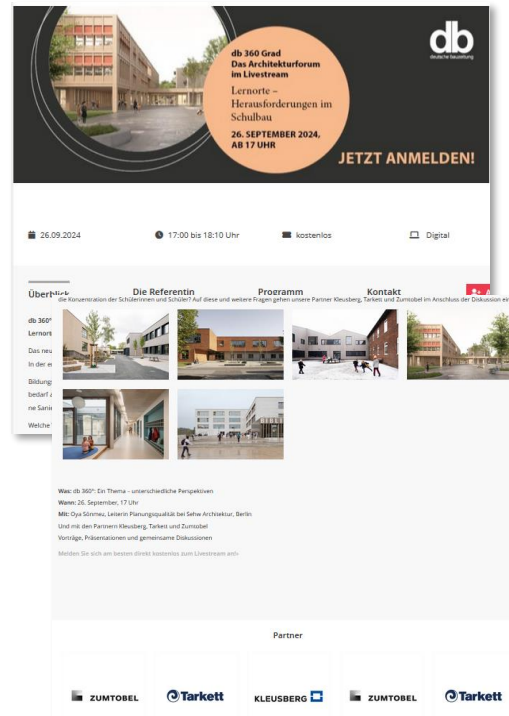 db
deutsche bauzeitung
db 360 Grad
Das Architekturforum
im Livestream
Lernorte –
Herausforderungen im
Schulbau
26. SEPTEMBER 2024,
AB 17 UHR
JETZT ANMELDEN!
26.09.2024
17:00 bis 18:10 Uhr
kostenlos
Digital
Überblick
Die Referentin
Programm
Kontakt
db 360°
Lernort
Das neu
In der e
Bildung
bedarf a
ne Sani
Welche
die Konzentration der Schülerinnen und Schüler? Auf diese und weitere Fragen gehen unsere Partner Kleusberg, Tarkett und Zumtobel im Anschluss der Diskussion ein
Was: db 360°: Ein Thema – unterschiedliche Perspektiven
Wann: 26. September, 17 Uhr
Mit: Oya Sönmez, Leiterin Planungsqualität bei Sehw Architektur, Berlin
Und mit den Partnern Kleusberg, Tarkett und Zumtobel
Vorträge, Präsentationen und gemeinsame Diskussionen
Melden Sie sich am besten direkt kostenlos zum Livestream an!
Partner
ZUMTOBEL
Tarkett
KLEUSBERG
ZUMTOBEL
Tarkett